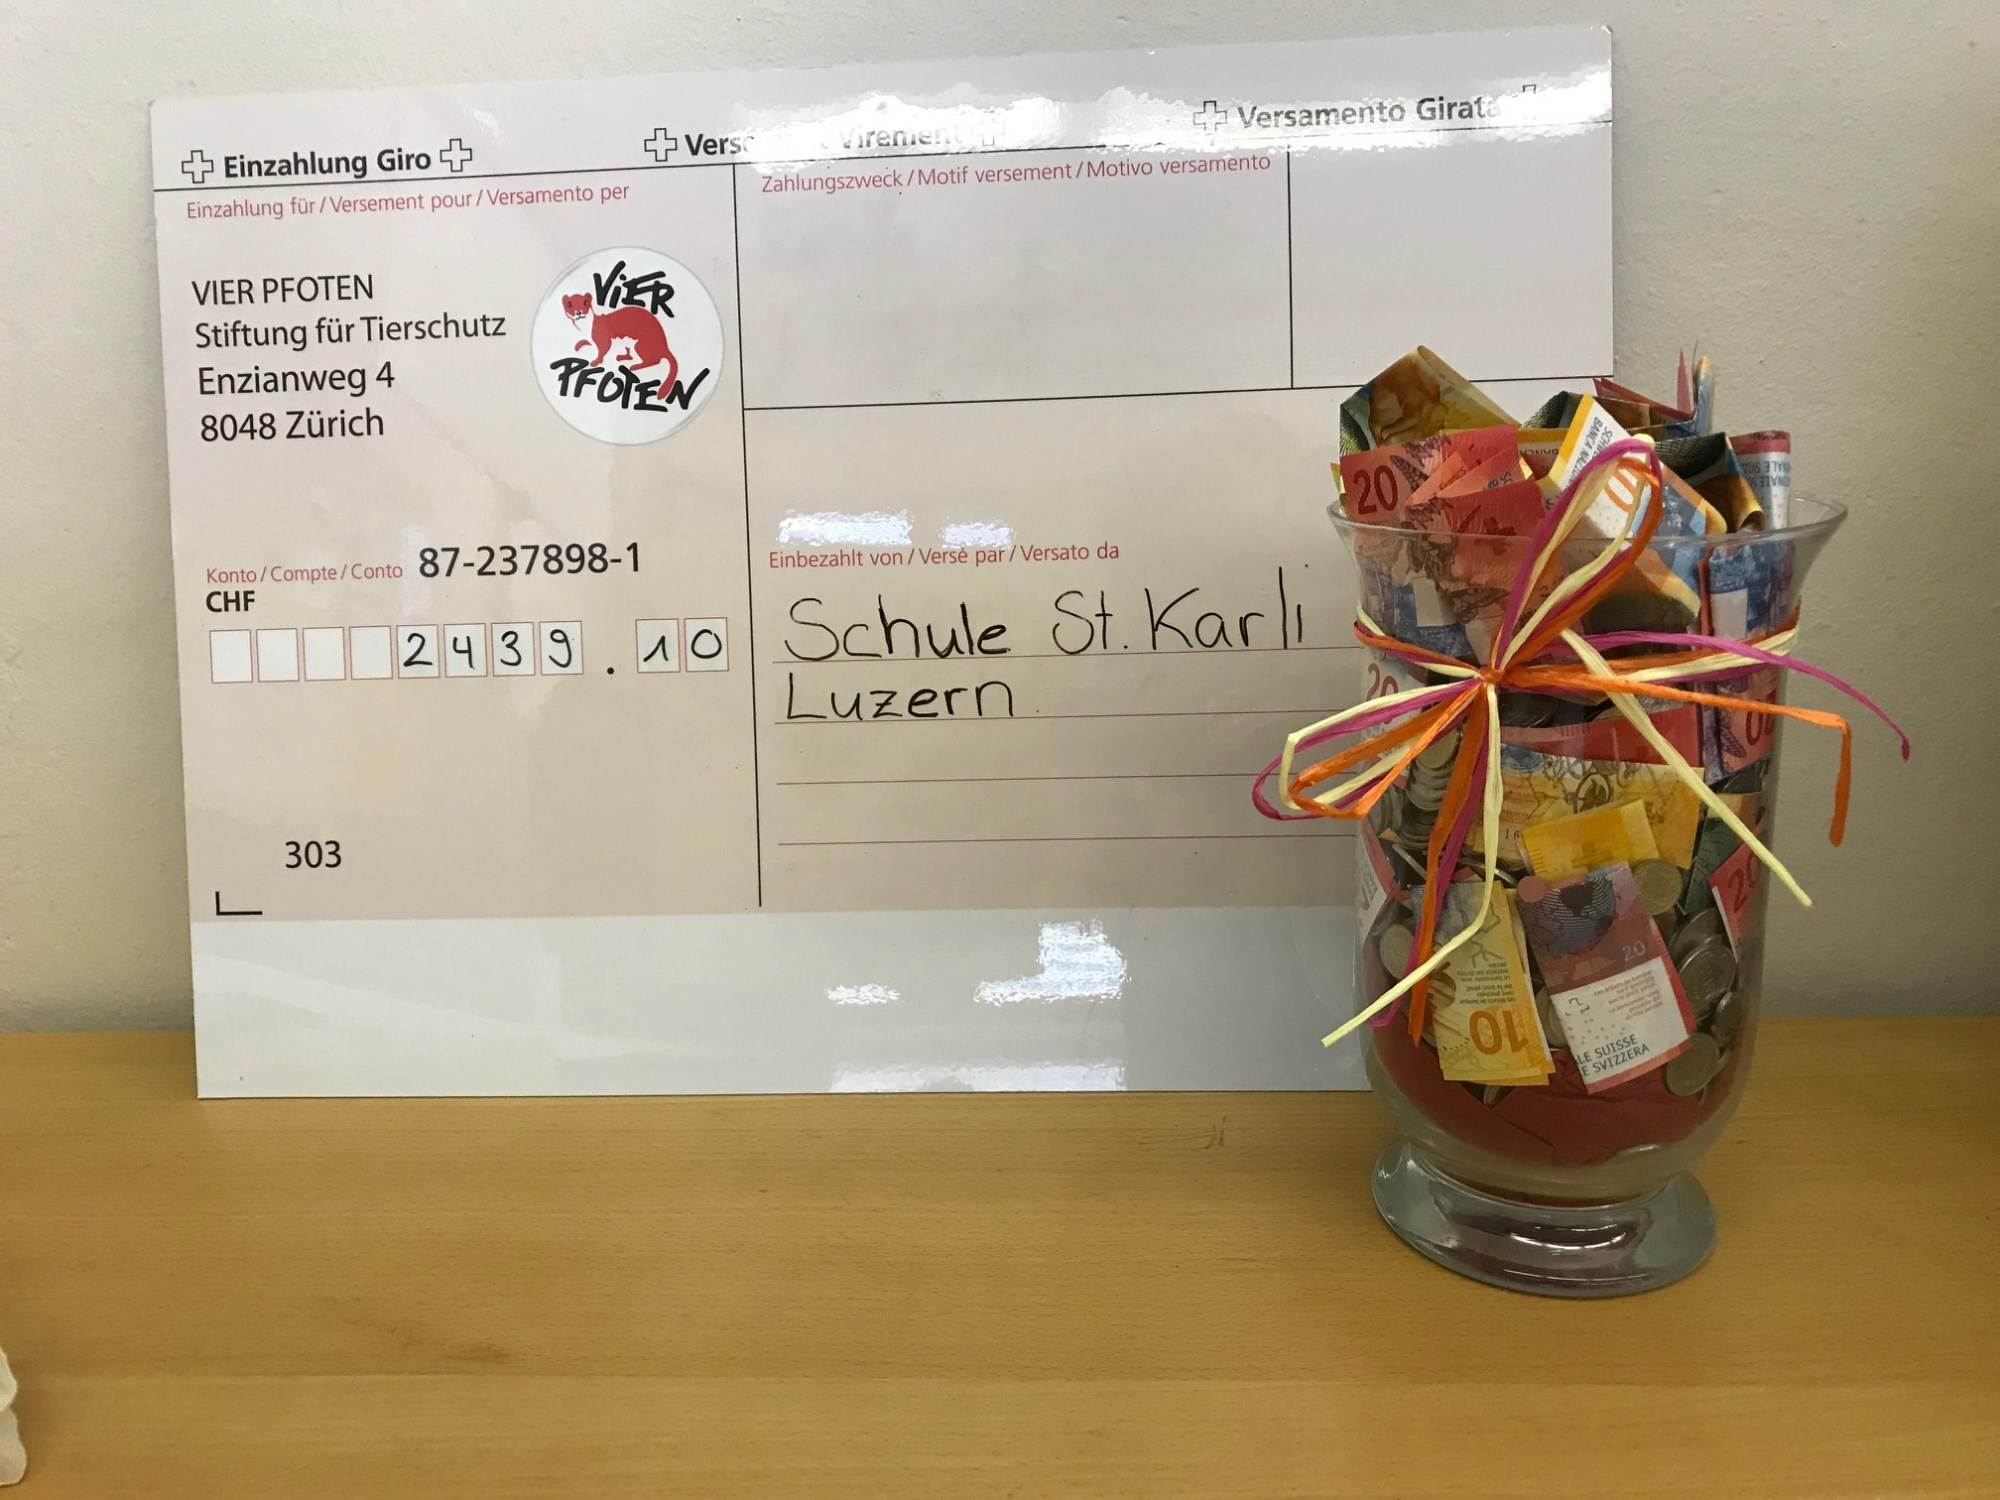 Einzahlung Giro
Versamento
Einzahlung für / Versement pour / Versamento per
Zahlungszweck / Motif versement / Motivo versamento
VIER PFOTEN
Stiftung für Tierschutz
Enzianweg 4
8048 Zürich
VIER
PFOTEN
Konto / Compte / Conto 87-237898-1
CHF
2439.10
303
Einbezahlt von / Versé par / Versato da
Schule St. Karli
Luzern
20
20
10
20
LE SUISSE
E SVIZZERA